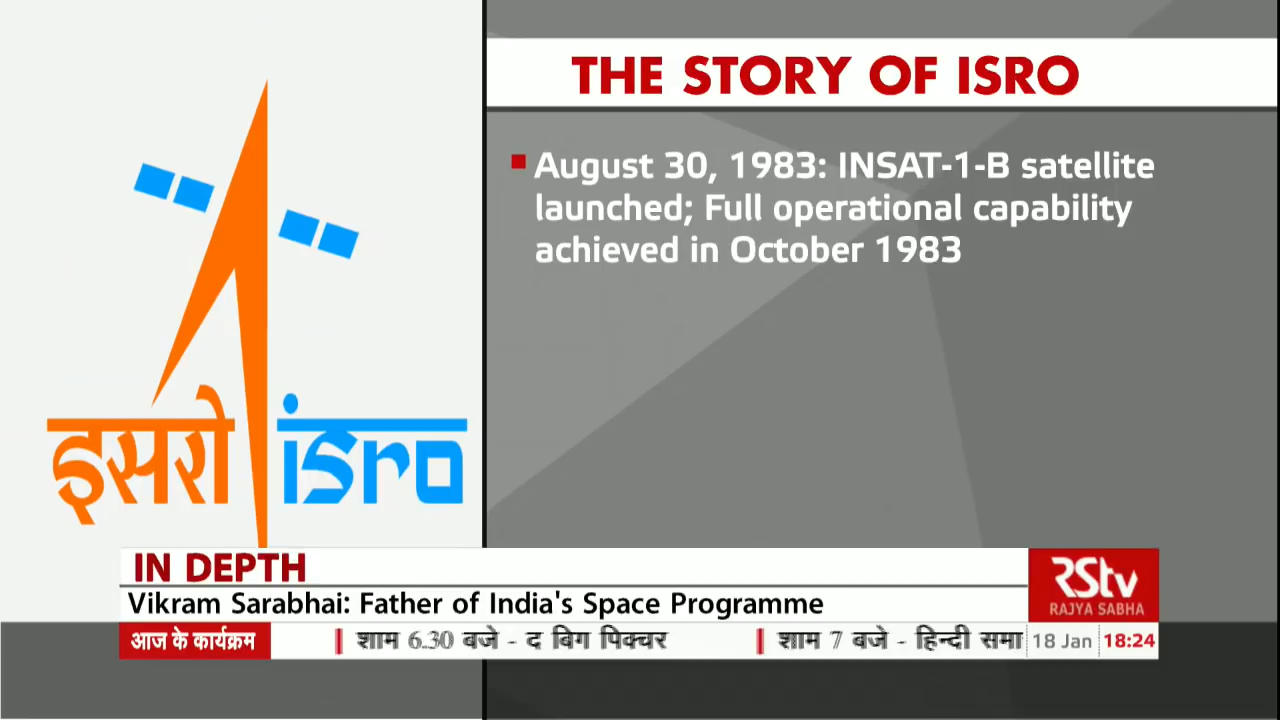 THE STORY OF ISRO
August 30, 1983: INSAT-1-B satellite
launched; Full operational capability
achieved in October 1983
इसरो isro
IN DEPTH
Vikram Sarabhai: Father of India's Space Programme
RStv
RAJYA SABHA
आज के कार्यक्रम शाम 6.30 बजे - द बिग पिक्चर शाम 7 बजे - हिन्दी समा 18 Jan 18:24